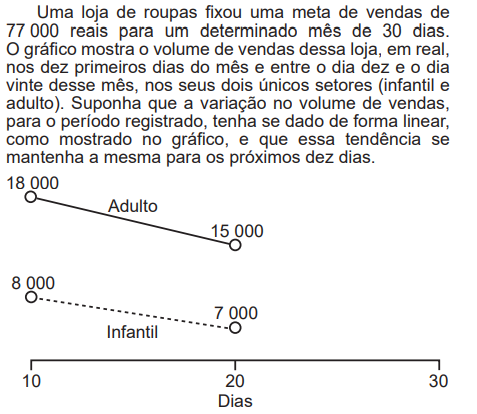 Uma loja de roupas fixou uma meta de vendas de
77 000 reais para um determinado mês de 30 dias.
O gráfico mostra o volume de vendas dessa loja, em real,
nos dez primeiros dias do mês e entre o dia dez e o dia
vinte desse mês, nos seus dois únicos setores (infantil e
adulto). Suponha que a variação no volume de vendas,
para o período registrado, tenha se dado de forma linear,
como mostrado no gráfico, e que essa tendência se
mantenha a mesma para os próximos dez dias.
18 000
Adulto
15 000
8 000
7 000
Infantil
10 20 30
Dias